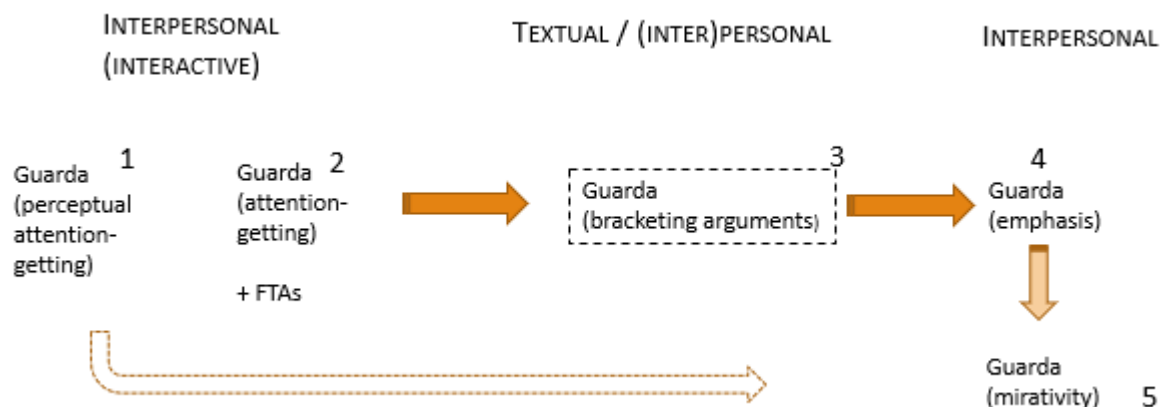 INTERPERSONAL
(INTERACTIVE)
TEXTUAL / (INTER)PERSONAL
INTERPERSONAL
Guarda 1
(perceptual
attention-
getting)
Guarda 2
(attention-
getting)
+ FTAs
3
Guarda
(bracketing arguments)
4
Guarda
(emphasis)
Guarda
(mirativity) 5